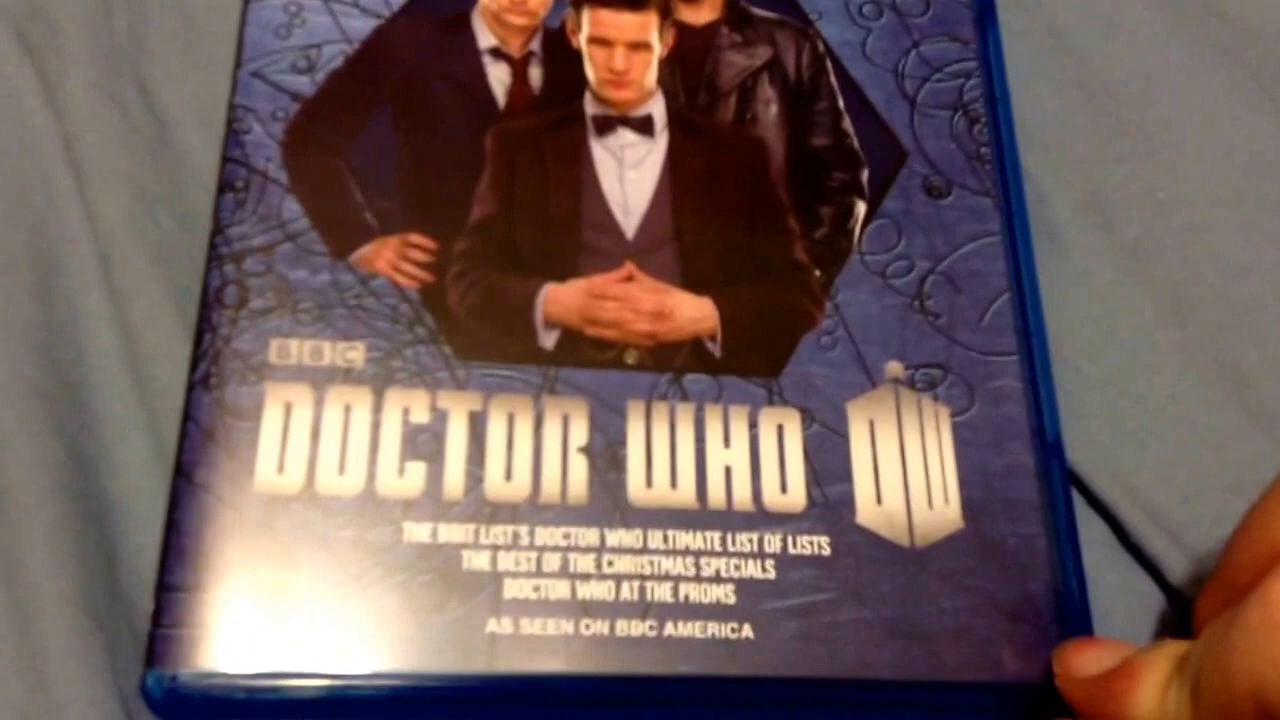 BBC
DOCTOR WHO DW
THE BRIT LIST'S DOCTOR WHO ULTIMATE LIST OF LISTS
THE BEST OF THE CHRISTMAS SPECIALS
DOCTOR WHO AT THE PROMS
AS SEEN ON BBC AMERICA